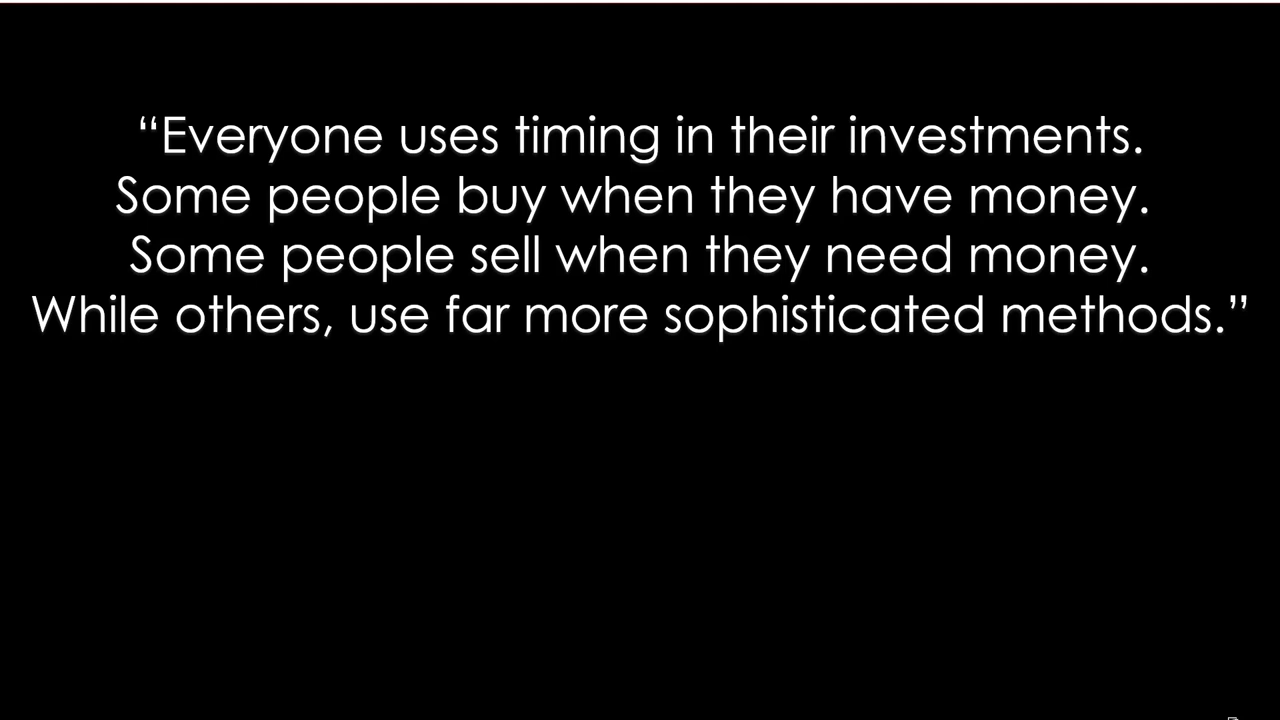 “Everyone uses timing in their investments.
Some people buy when they have money.
Some people sell when they need money.
While others, use far more sophisticated methods.”